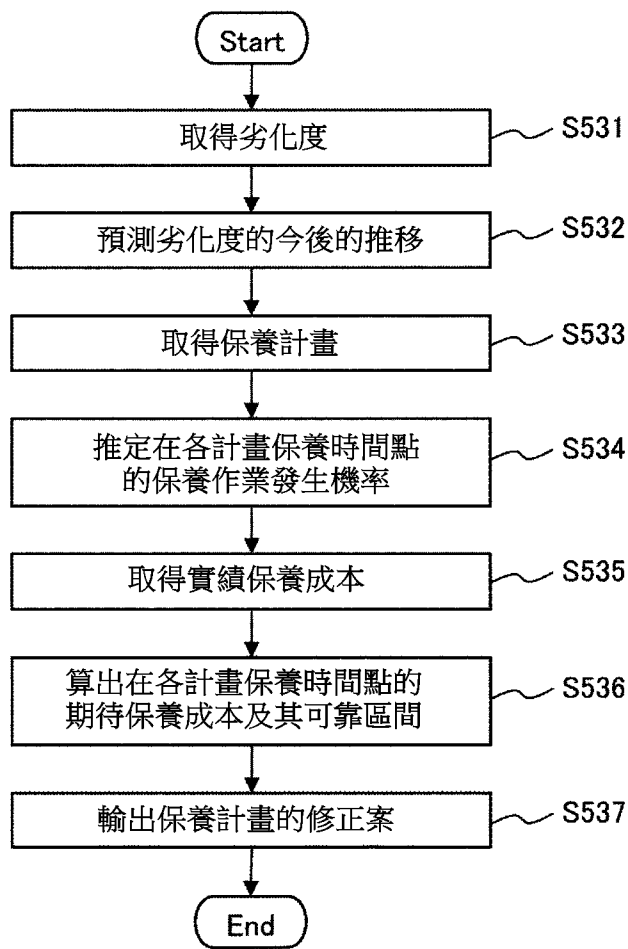 Start
取得劣化度
S531
預測劣化度的今後的推移
S532
取得保養計畫
S533
推定在各計畫保養時間點
的保養作業發生機率
S534
取得實績保養成本
S535
算出在各計畫保養時間點的
期待保養成本及其可靠區間
S536
輸出保養計畫的修正案
S537
End